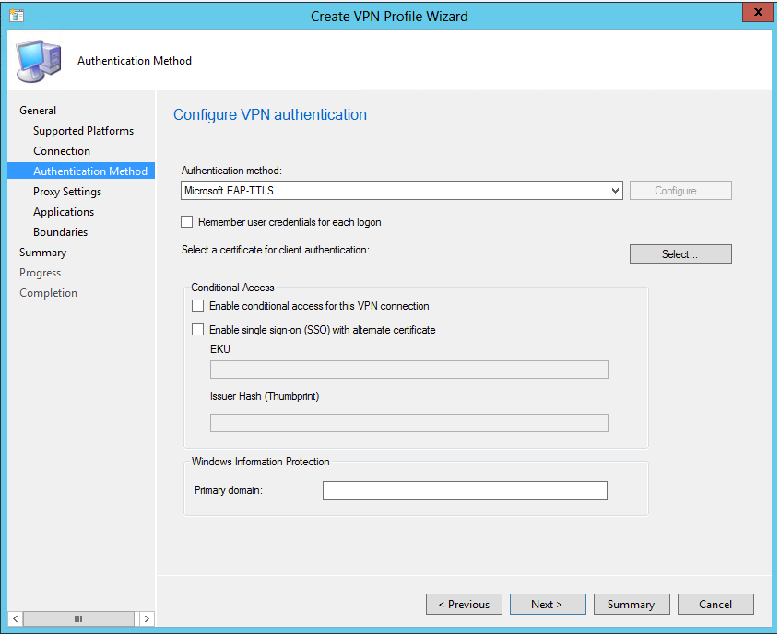 Create VPN Profile Wizard
X
Authentication Method
General
Supported Platforms
Connection
Authentication Method
Proxy Settings
Applications
Boundaries
Summary
Progress
Completion
Configure VPN authentication
Authentication method:
Microsoft EAP-TTLS
Configure...
Remember user credentials for each logon
Select a certificate for client authentication:
Select...
Conditional Access
Enable conditional access for this VPN connection
Enable single sign-on (SSO) with alternate certificate
EKU
Issuer Hash (Thumbprint)
Windows Information Protection
Primary domain:
< Previous
Next >
Summary
Cancel